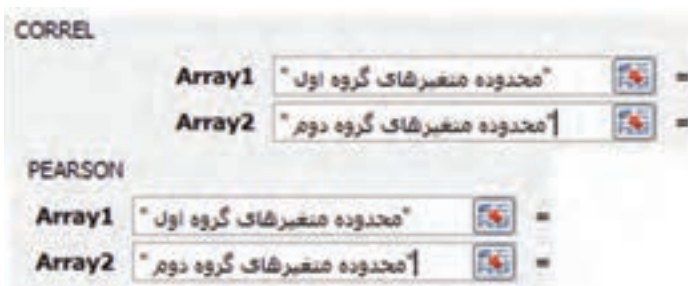 CORREL
Array1 "محدوده متغیرهای گروه اول" =
Array2 "محدوده متغیرهای گروه دوم" =
PEARSON
Array1 "محدوده متغیرهای گروه اول" =
Array2 "محدوده متغیرهای گروه دوم" =